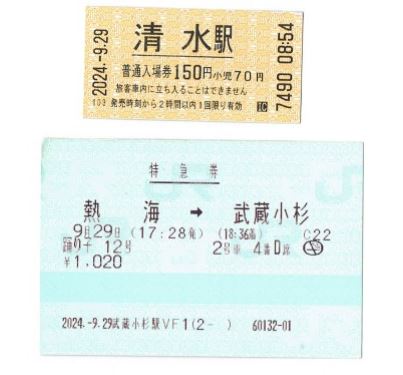 2024.-9.29
清水駅
普通入場券150円小児70円
旅客車内に立ち入ることはできません
103 発売時刻から2時間以内1回限り有効
7490 08:54
特急券
熱海 → 武蔵小杉
9月29日 (17:28発) (18:36着) C22
踊り子 12号 2号車 4番D席
¥1,020
2024.-9.29武蔵小杉駅VF1(2- ) 60132-01